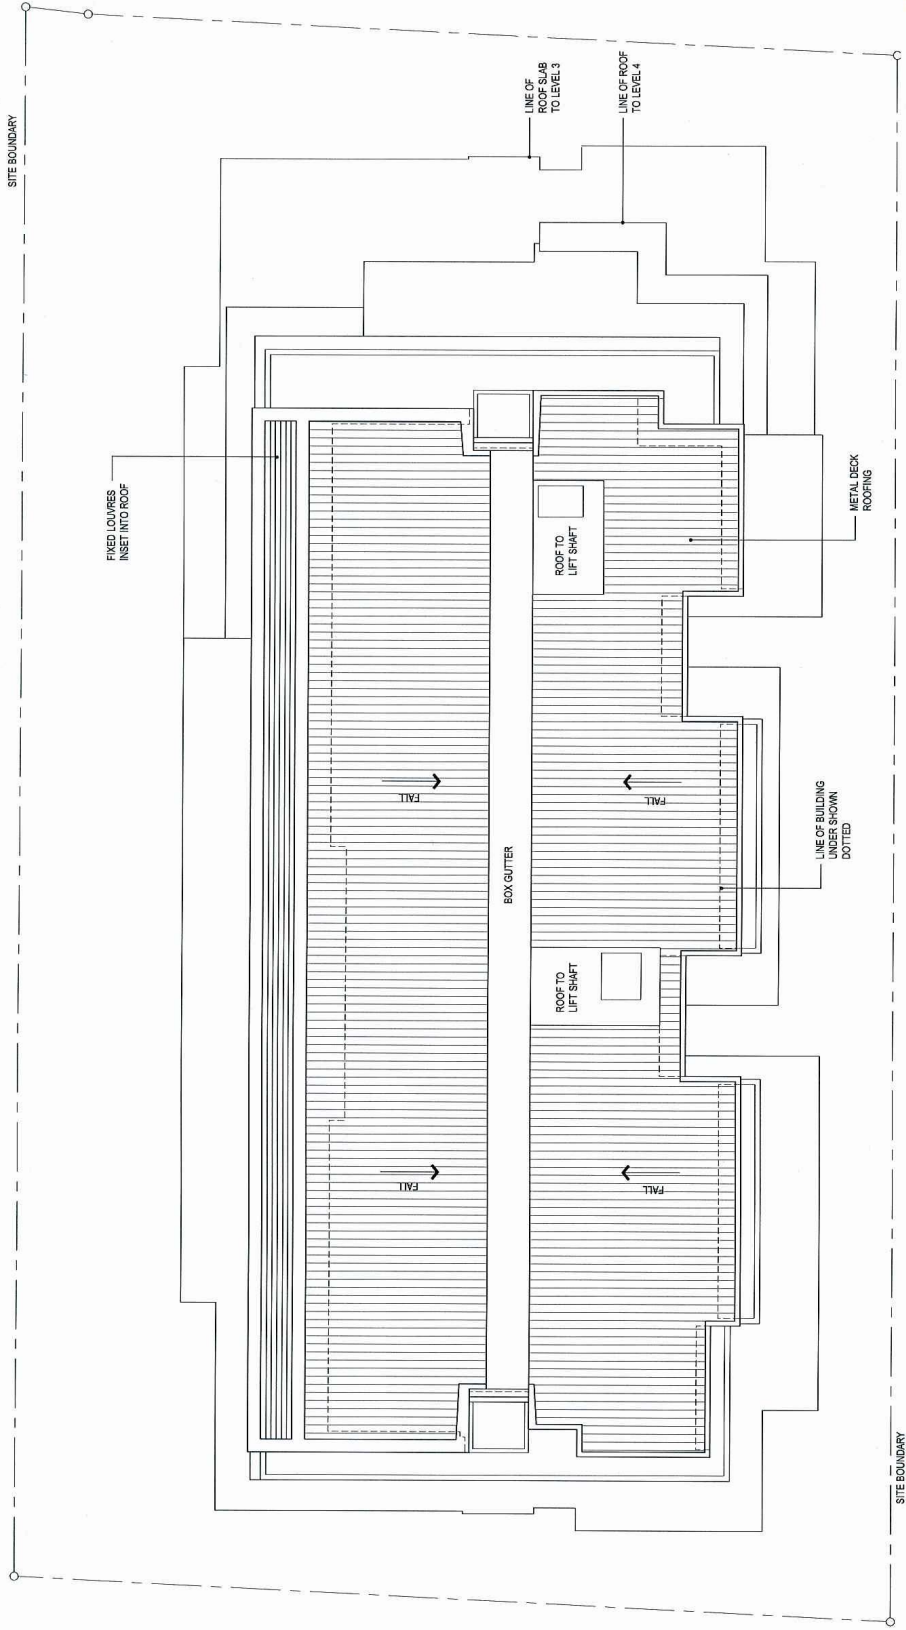 SITE BOUNDARY
LINE OF
ROOF SLAB
TO LEVEL 3
LINE OF ROOF
TO LEVEL 4
FIXED LOUVRES
INSET INTO ROOF
ROOF TO
LIFT SHAFT
METAL DECK
ROOFING
FALL
FALL
BOX GUTTER
LINE OF BUILDING
UNDER SHOWN
DOTTED
ROOF TO
LIFT SHAFT
FALL
FALL
SITE BOUNDARY